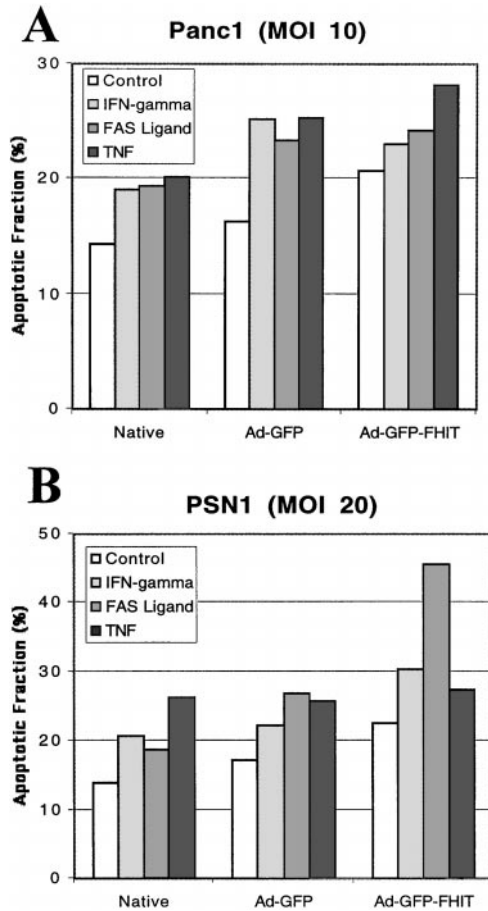 A
Panc1 (MOI 10)
30
20
10
0
Apoptotic Fraction (%)
Control
IFN-gamma
FAS Ligand
TNF
Native
Ad-GFP
Ad-GFP-FHIT
B
PSN1 (MOI 20)
50
40
30
20
10
0
Apoptotic Fraction (%)
Control
IFN-gamma
FAS Ligand
TNF
Native
Ad-GFP
Ad-GFP-FHIT